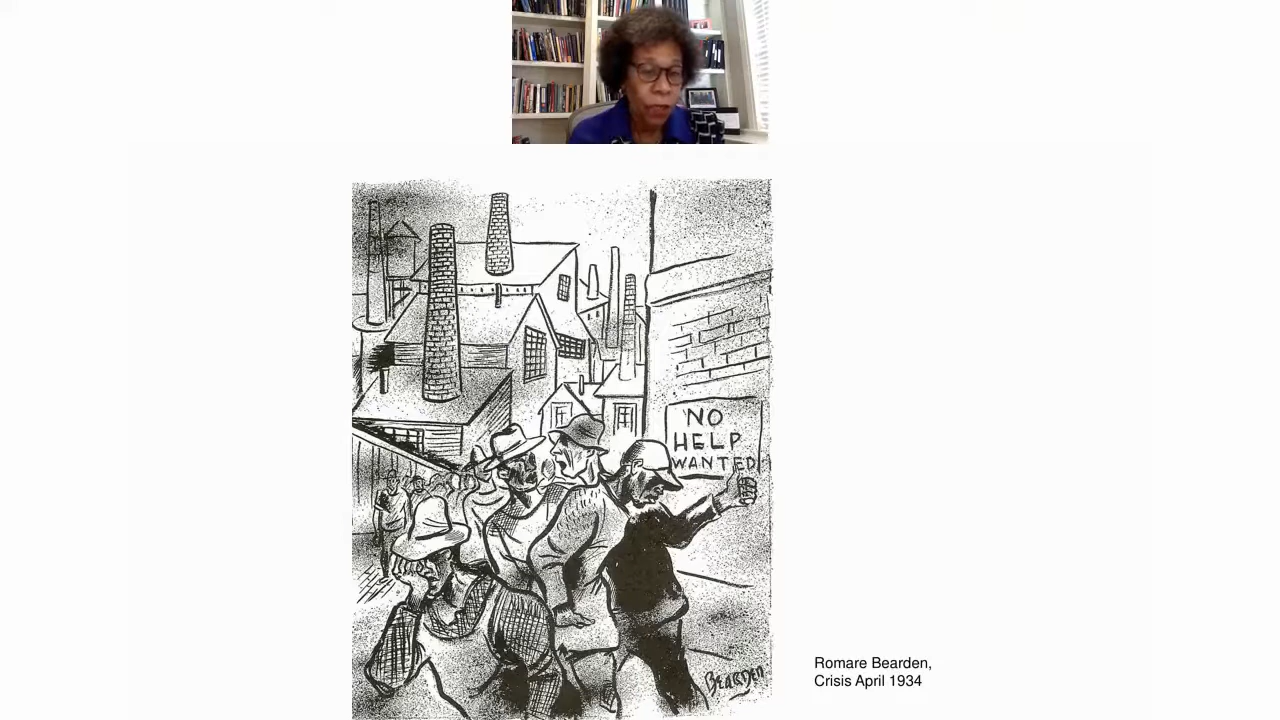 NO
HELP
WANTED
BEARDEN
Romare Bearden,
Crisis April 1934